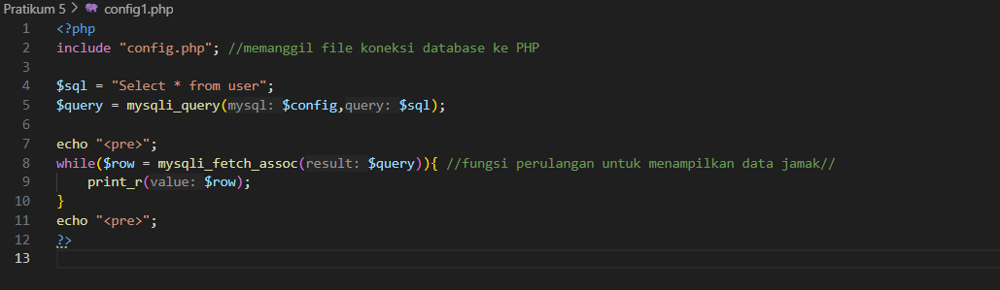 Pratikum 5 > config1.php
1 <?php
2 include "config.php"; //memanggil file koneksi database ke PHP
3
4 $sql = "Select * from user";
5 $query = mysqli_query(mysql: $config,query: $sql);
6
7 echo "<pre>";
8 while($row = mysqli_fetch_assoc(result: $query)){ //fungsi perulangan untuk menampilkan data jamak//
9 print_r(value: $row);
10 }
11 echo "<pre>";
12 ?>
13